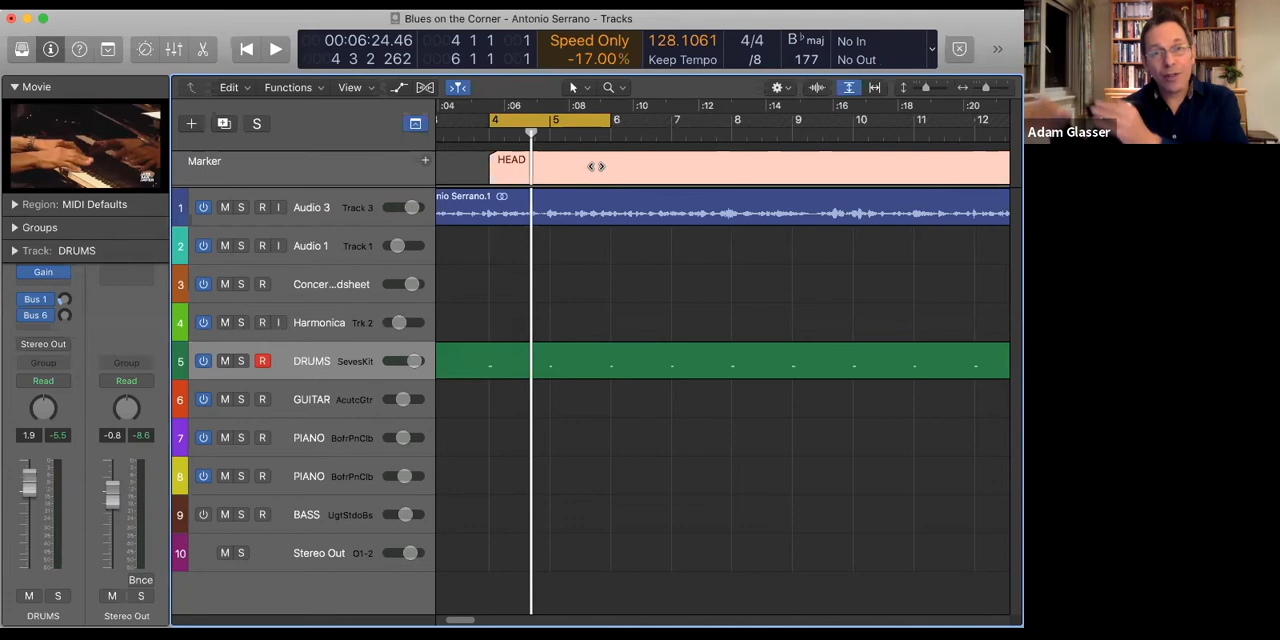 Blues on the Corner - Antonio Serrano - Tracks
00:06:24.46 4 1 1 001 Speed Only 128.1061 4/4 B♭maj No In
4 3 2 262 6 1 1 001 -17.00% Keep Tempo /8 177 No Out
Movie
Edit Functions View
:04 :06 :08 :10 :12 :14 :16 :18 :20
S 4 5 6 7 8 9 10 11 12
Marker + HEAD
Region: MIDI Defaults
Groups
Track: DRUMS
Gain
Bus 1
Bus 6
Stereo Out
Group Group
Read Read
1.9 -5.5 -0.8 -8.6
Bnce
M S M S
DRUMS Stereo Out
1 M S R I Audio 3 Track 3
nio Serrano.1
2 M S R I Audio 1 Track 1
3 M S R Concer...dsheet
4 M S R I Harmonica Trk 2
5 M S R DRUMS SevesKit
6 M S R GUITAR AcutcGtr
7 M S R PIANO BofrPnClb
8 M S R PIANO BofrPnClb
9 M S R BASS UgtStdoBs
10 M S Stereo Out O1-2
Adam Glasser